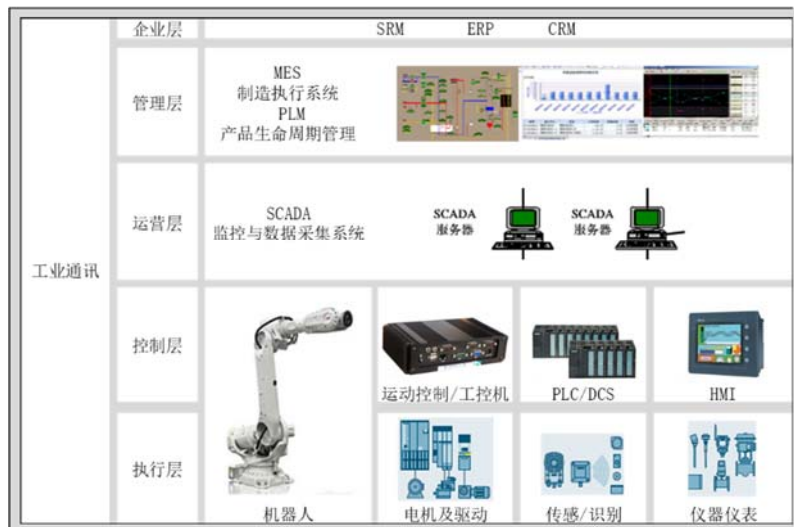 企业层
SRM ERP CRM
管理层
MES
制造执行系统
PLM
产品生命周期管理
运营层
SCADA
监控与数据采集系统
SCADA
服务器
SCADA
服务器
工业通讯
控制层
运动控制/工控机
PLC/DCS
HMI
执行层
机器人
电机及驱动
传感/识别
仪器仪表